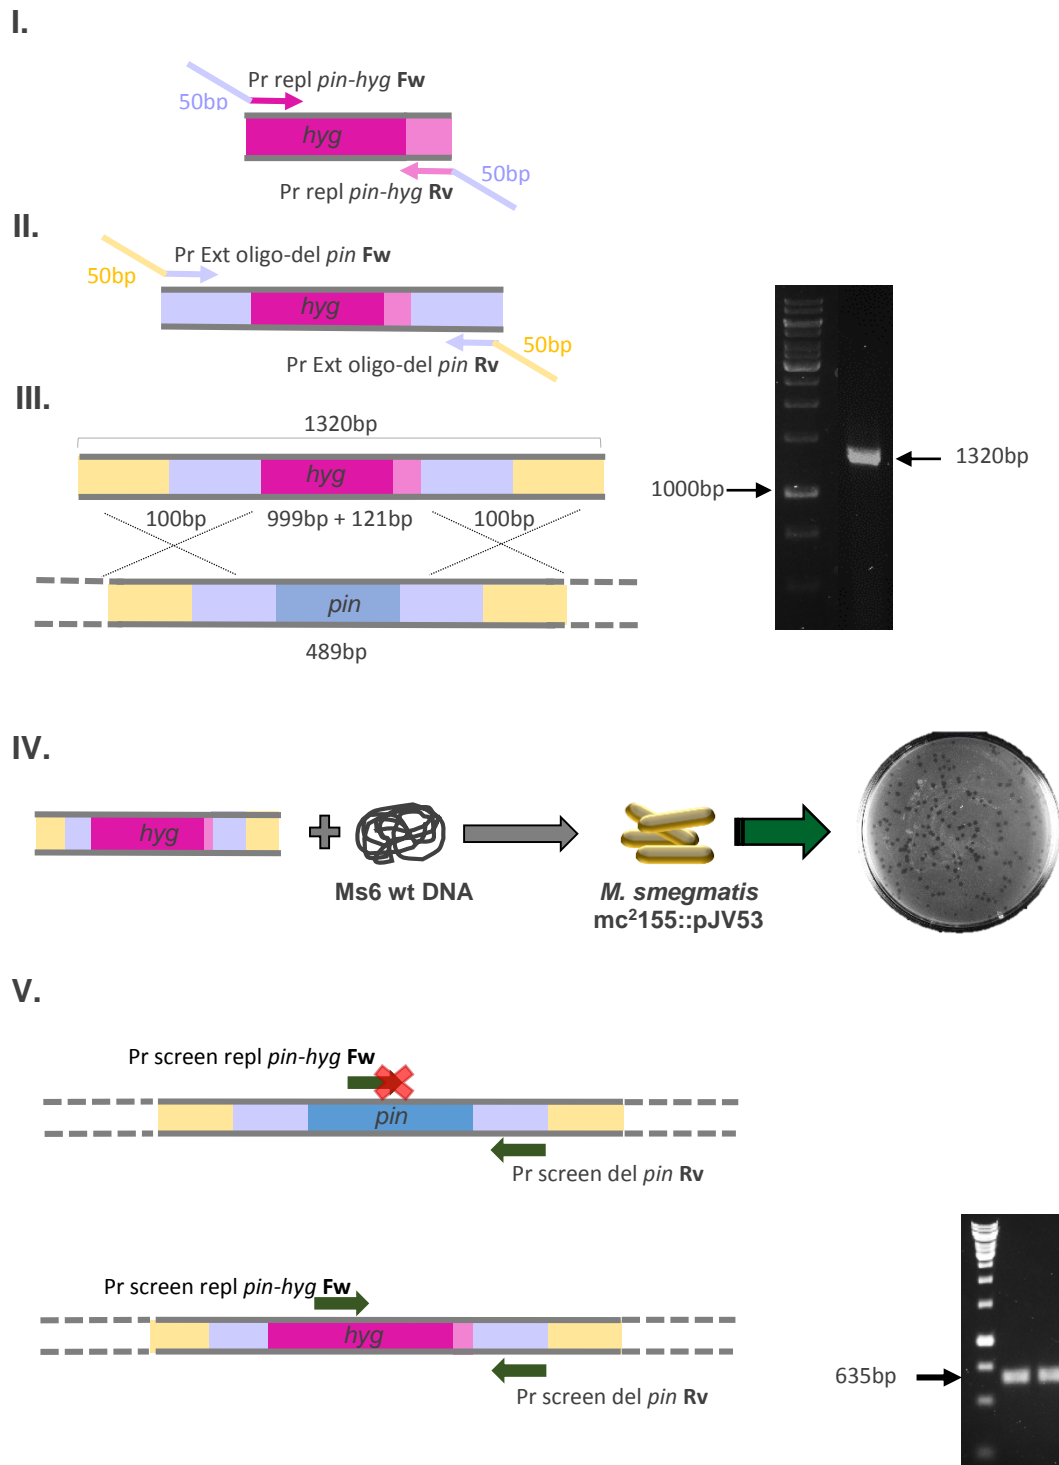 I.
Pr repl pin-hyg Fw
50bp
hyg
50bp
Pr repl pin-hyg Rv
II.
Pr Ext oligo-del pin Fw
50bp
hyg
50bp
Pr Ext oligo-del pin Rv
III.
1320bp
hyg
100bp 999bp + 121bp 100bp
pin
489bp
1320bp
1000bp
IV.
hyg
Ms6 wt DNA
M. smegmatis
mc²155::pJV53
V.
Pr screen repl pin-hyg Fw
pin
Pr screen del pin Rv
Pr screen repl pin-hyg Fw
hyg
Pr screen del pin Rv
635bp